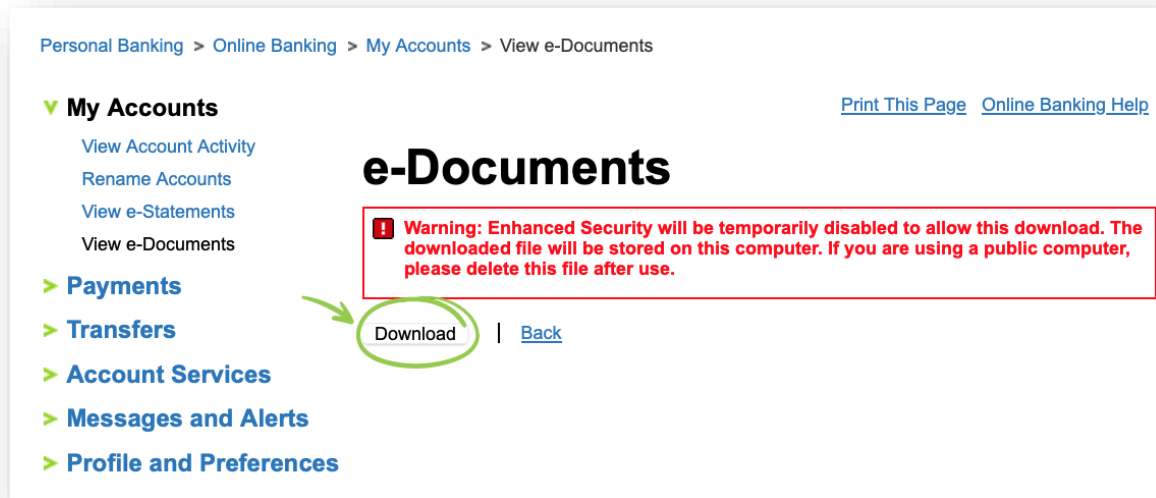 Personal Banking > Online Banking > My Accounts > View e-Documents
My Accounts
View Account Activity
Rename Accounts
View e-Statements
View e-Documents
> Payments
> Transfers
> Account Services
> Messages and Alerts
> Profile and Preferences
Print This Page Online Banking Help
e-Documents
! Warning: Enhanced Security will be temporarily disabled to allow this download. The
downloaded file will be stored on this computer. If you are using a public computer,
please delete this file after use.
Download | Back